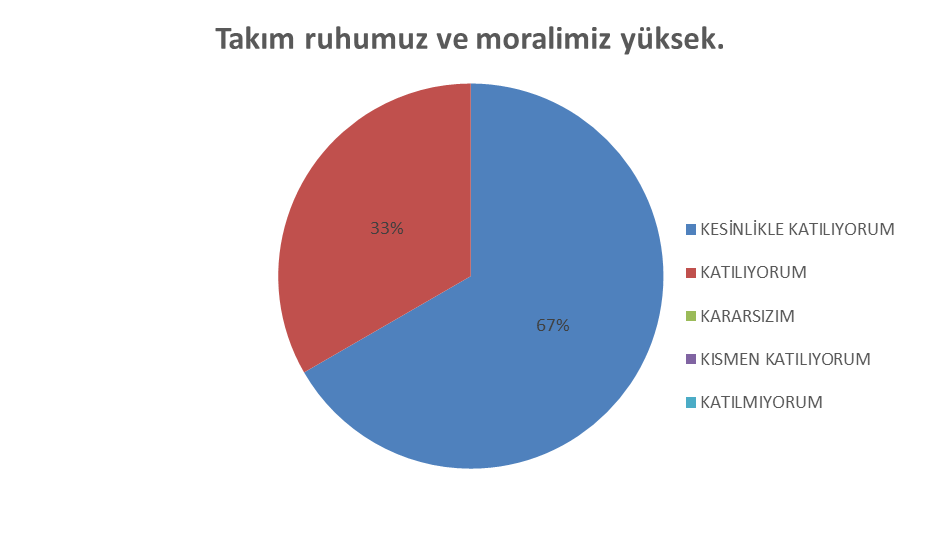 Takım ruhumuz ve moralimiz yüksek.
33%
67%
KESİNLİKLE KATILIYORUM
KATILIYORUM
KARARSIZIM
KISMEN KATILIYORUM
KATILMIYORUM